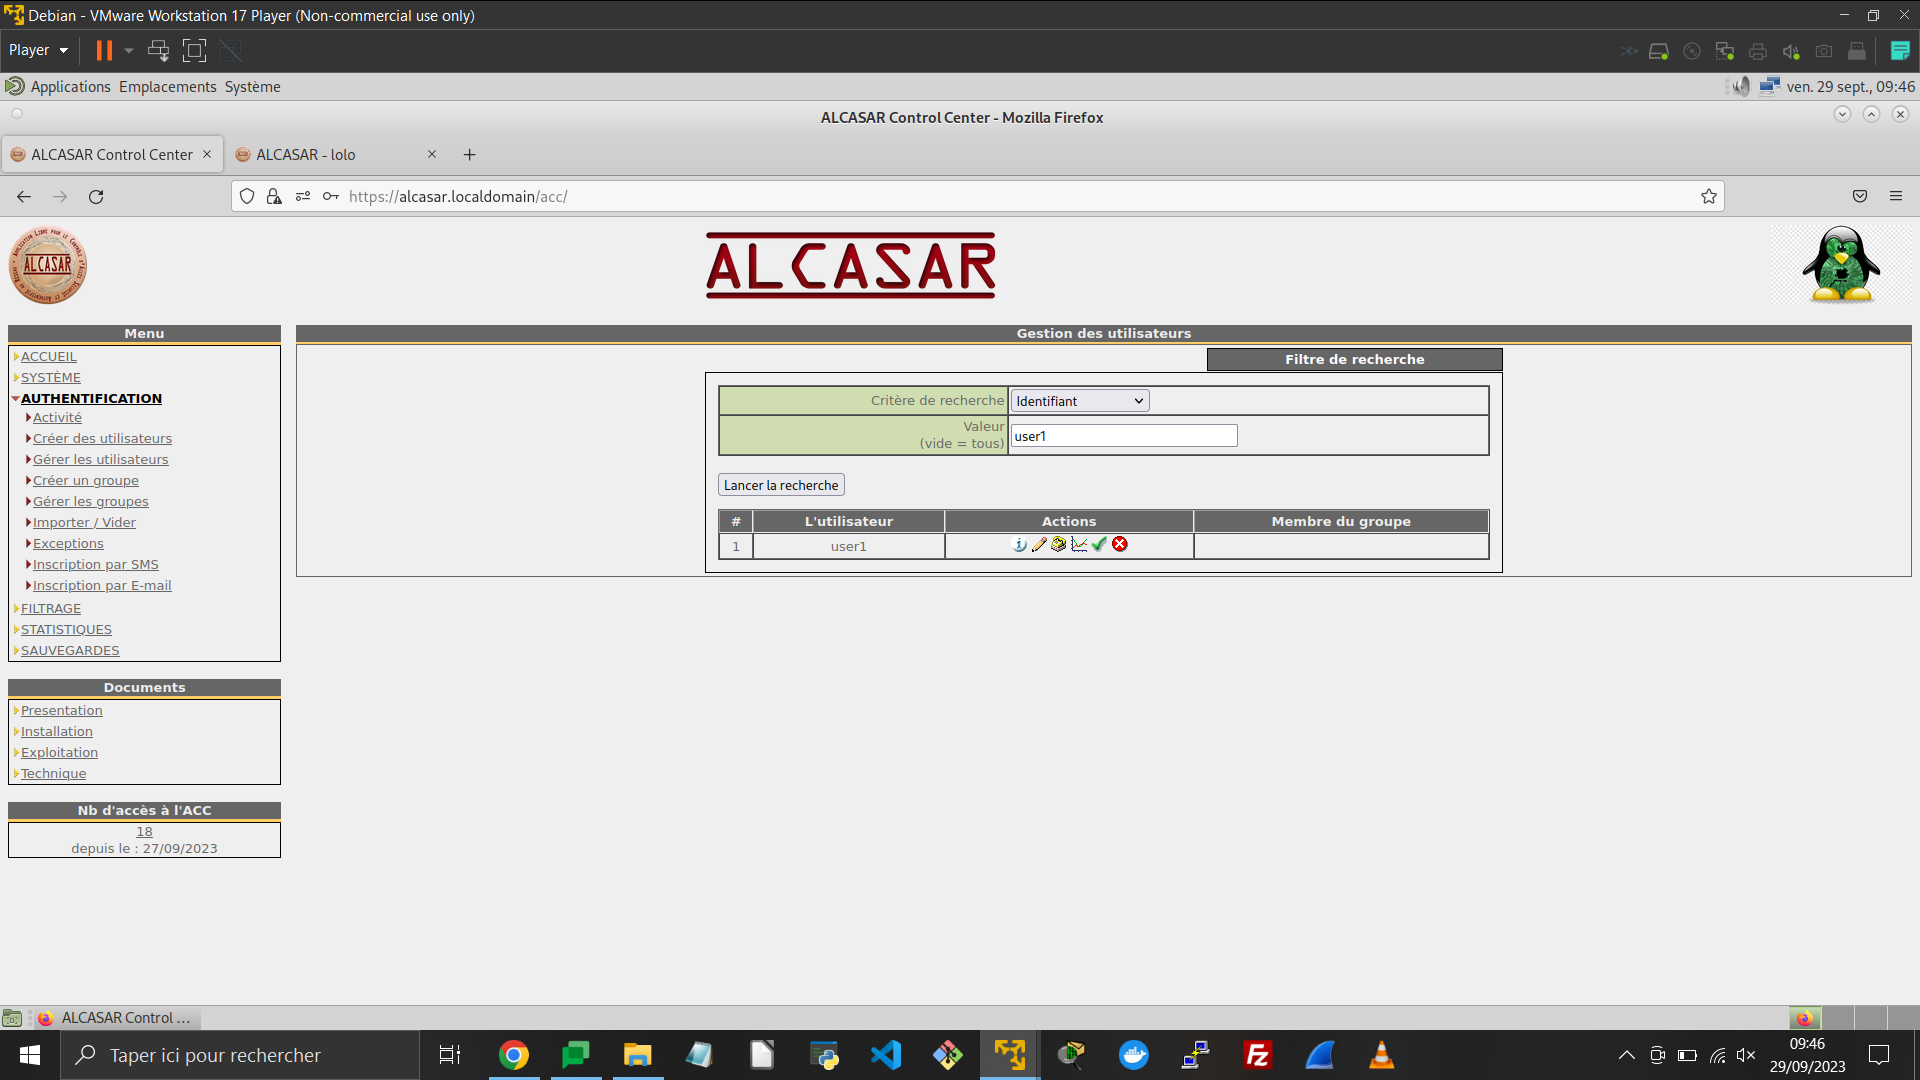 Debian - VMware Workstation 17 Player (Non-commercial use only)
Player
Applications Emplacements Système
ven. 29 sept., 09:46
ALCASAR Control Center - Mozilla Firefox
ALCASAR Control Center
ALCASAR - lolo
https://alcasar.localdomain/acc/
ALCASAR
ALCASAR
Menu
ACCUEIL
SYSTÈME
AUTHENTIFICATION
Activité
Créer des utilisateurs
Gérer les utilisateurs
Créer un groupe
Gérer les groupes
Importer / Vider
Exceptions
Inscription par SMS
Inscription par E-mail
FILTRAGE
STATISTIQUES
SAUVEGARDES
Documents
Presentation
Installation
Exploitation
Technique
Nb d'accès à l'ACC
18
depuis le : 27/09/2023
Gestion des utilisateurs
Filtre de recherche
Critère de recherche Identifiant
Valeur
(vide = tous) user1
Lancer la recherche
# L'utilisateur Actions Membre du groupe
1 user1
ALCASAR Control ...
Taper ici pour rechercher
09:46
29/09/2023